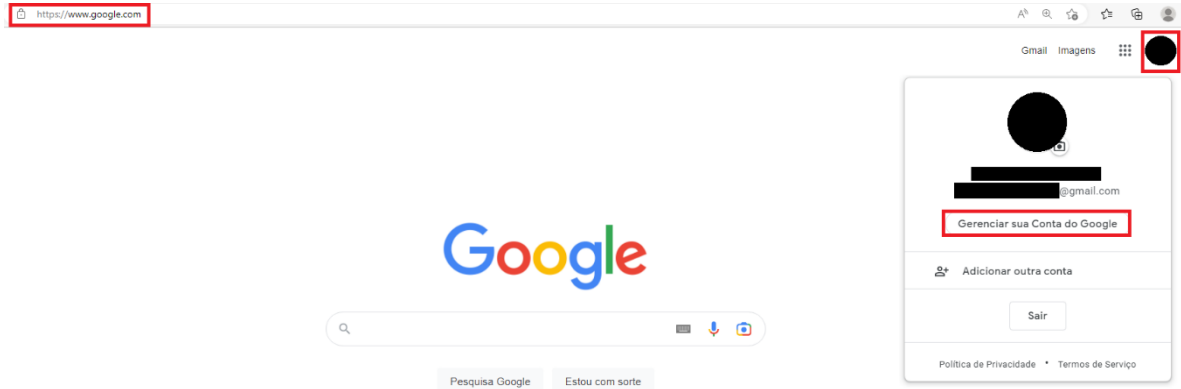 https://www.google.com
Gmail Imagens
@gmail.com
Gerenciar sua Conta do Google
Google
Adicionar outra conta
Sair
Política de Privacidade • Termos de Serviço
Pesquisa Google Estou com sorte